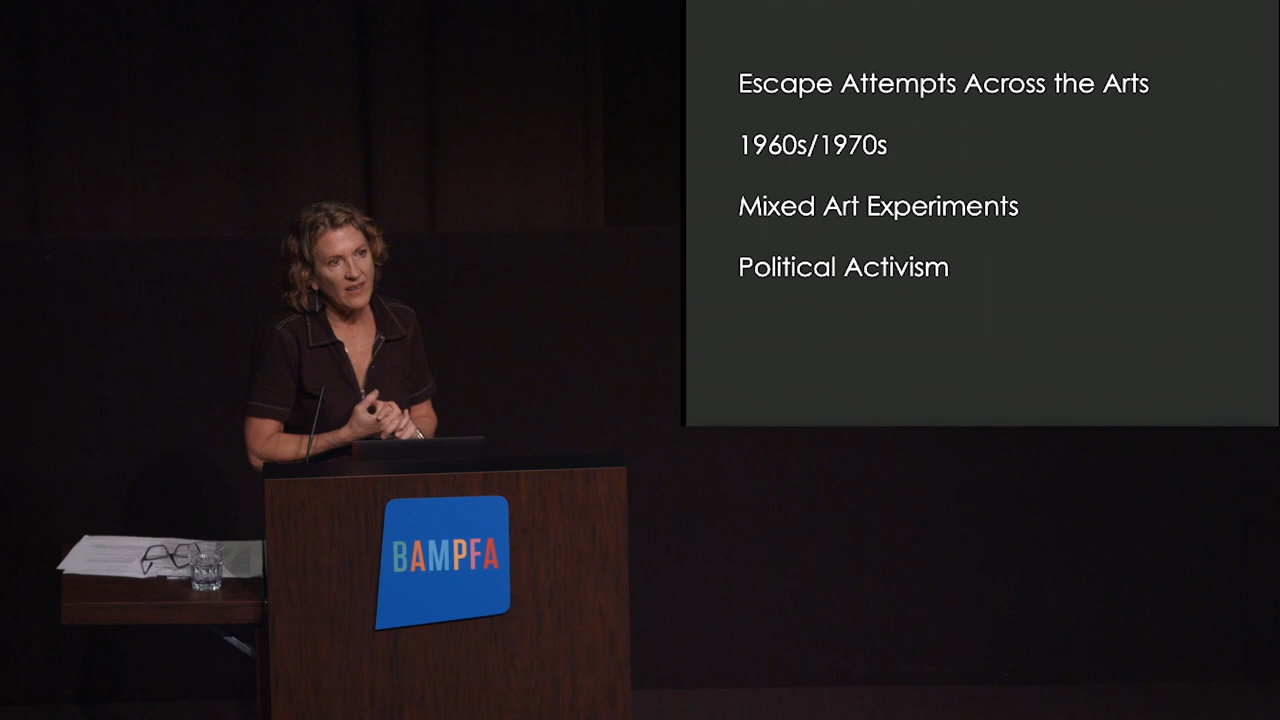 Escape Attempts Across the Arts
1960s/1970s
Mixed Art Experiments
Political Activism
BAMPFA